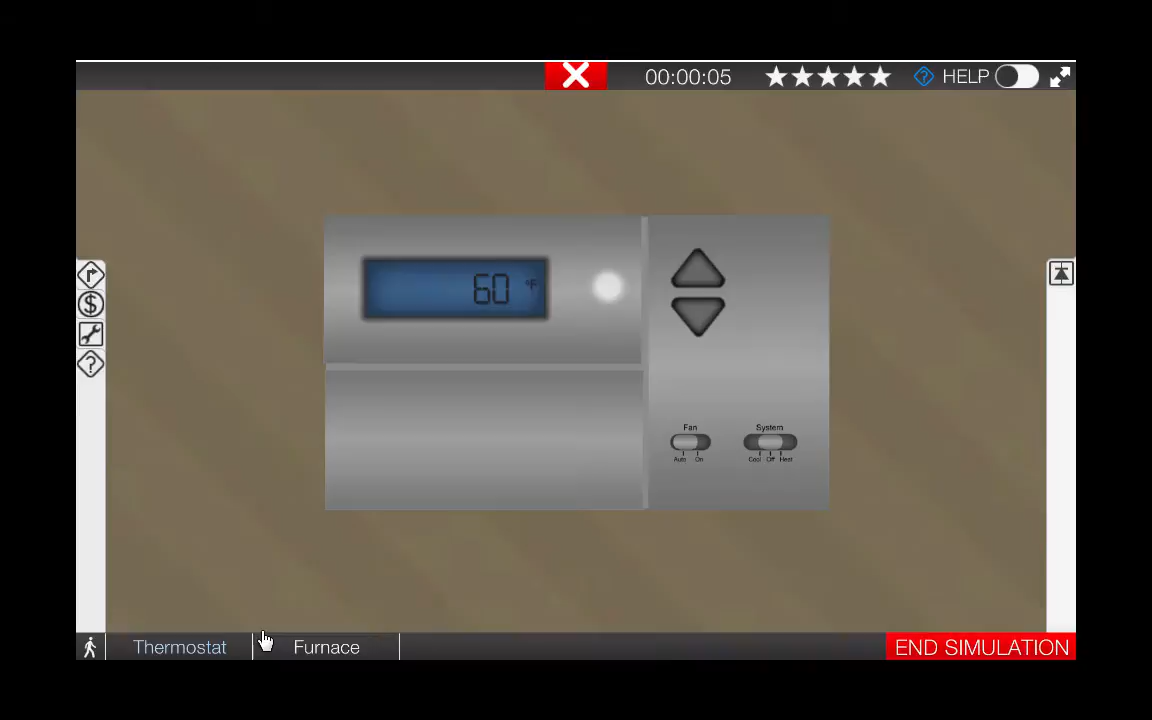 00:00:05
HELP
60 °F
Fan
System
Auto On
Cool Off Heat
Thermostat
Furnace
END SIMULATION